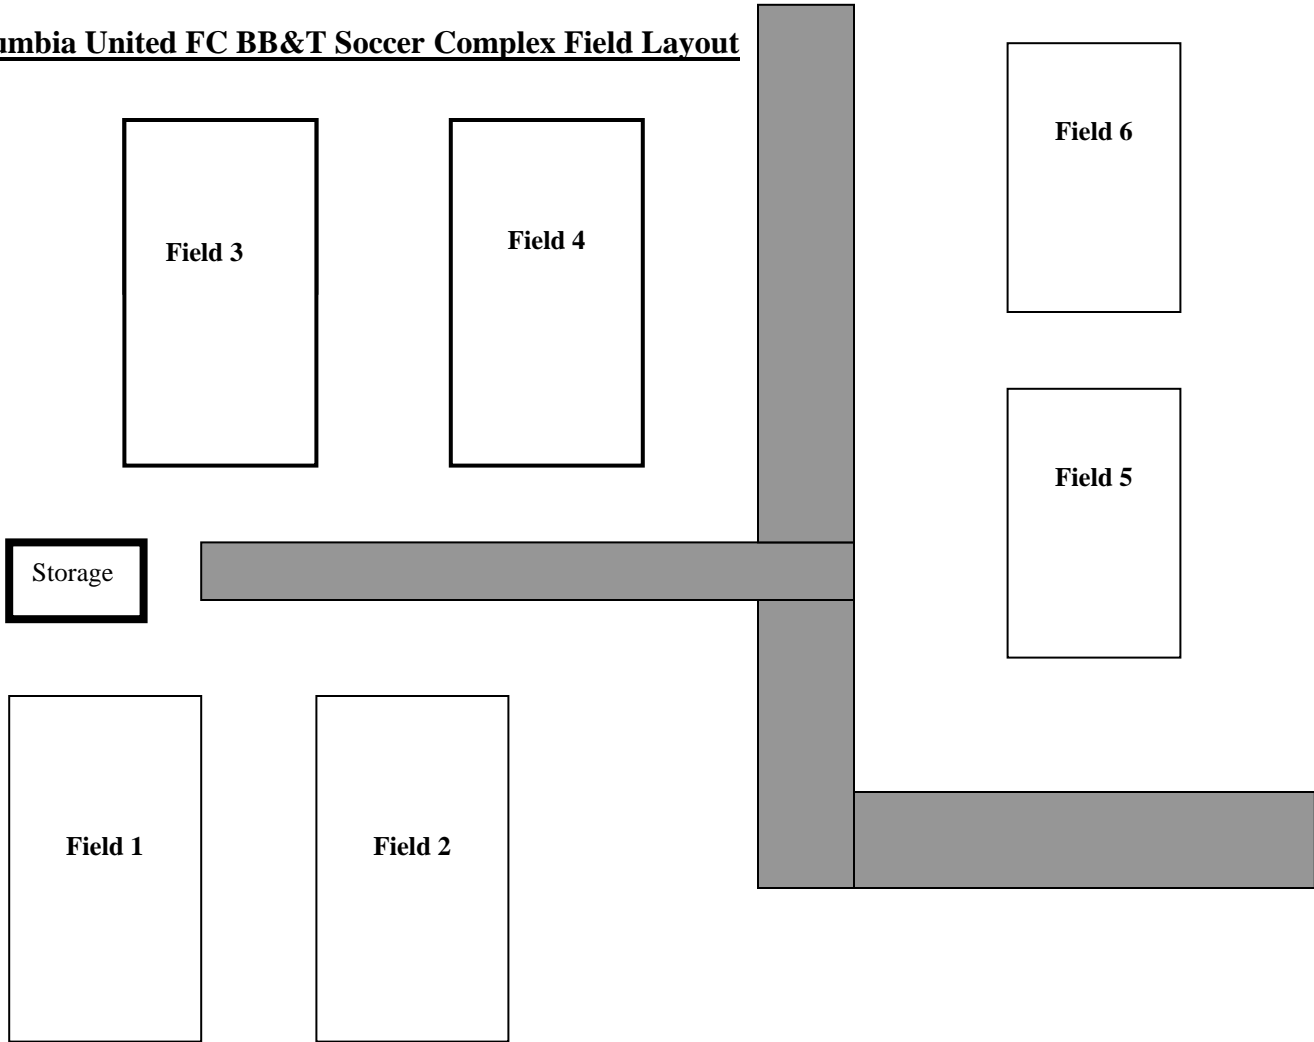 umbia United FC BB&T Soccer Complex Field Layout
Field 6
Field 3
Field 4
Field 5
Storage
Field 1
Field 2